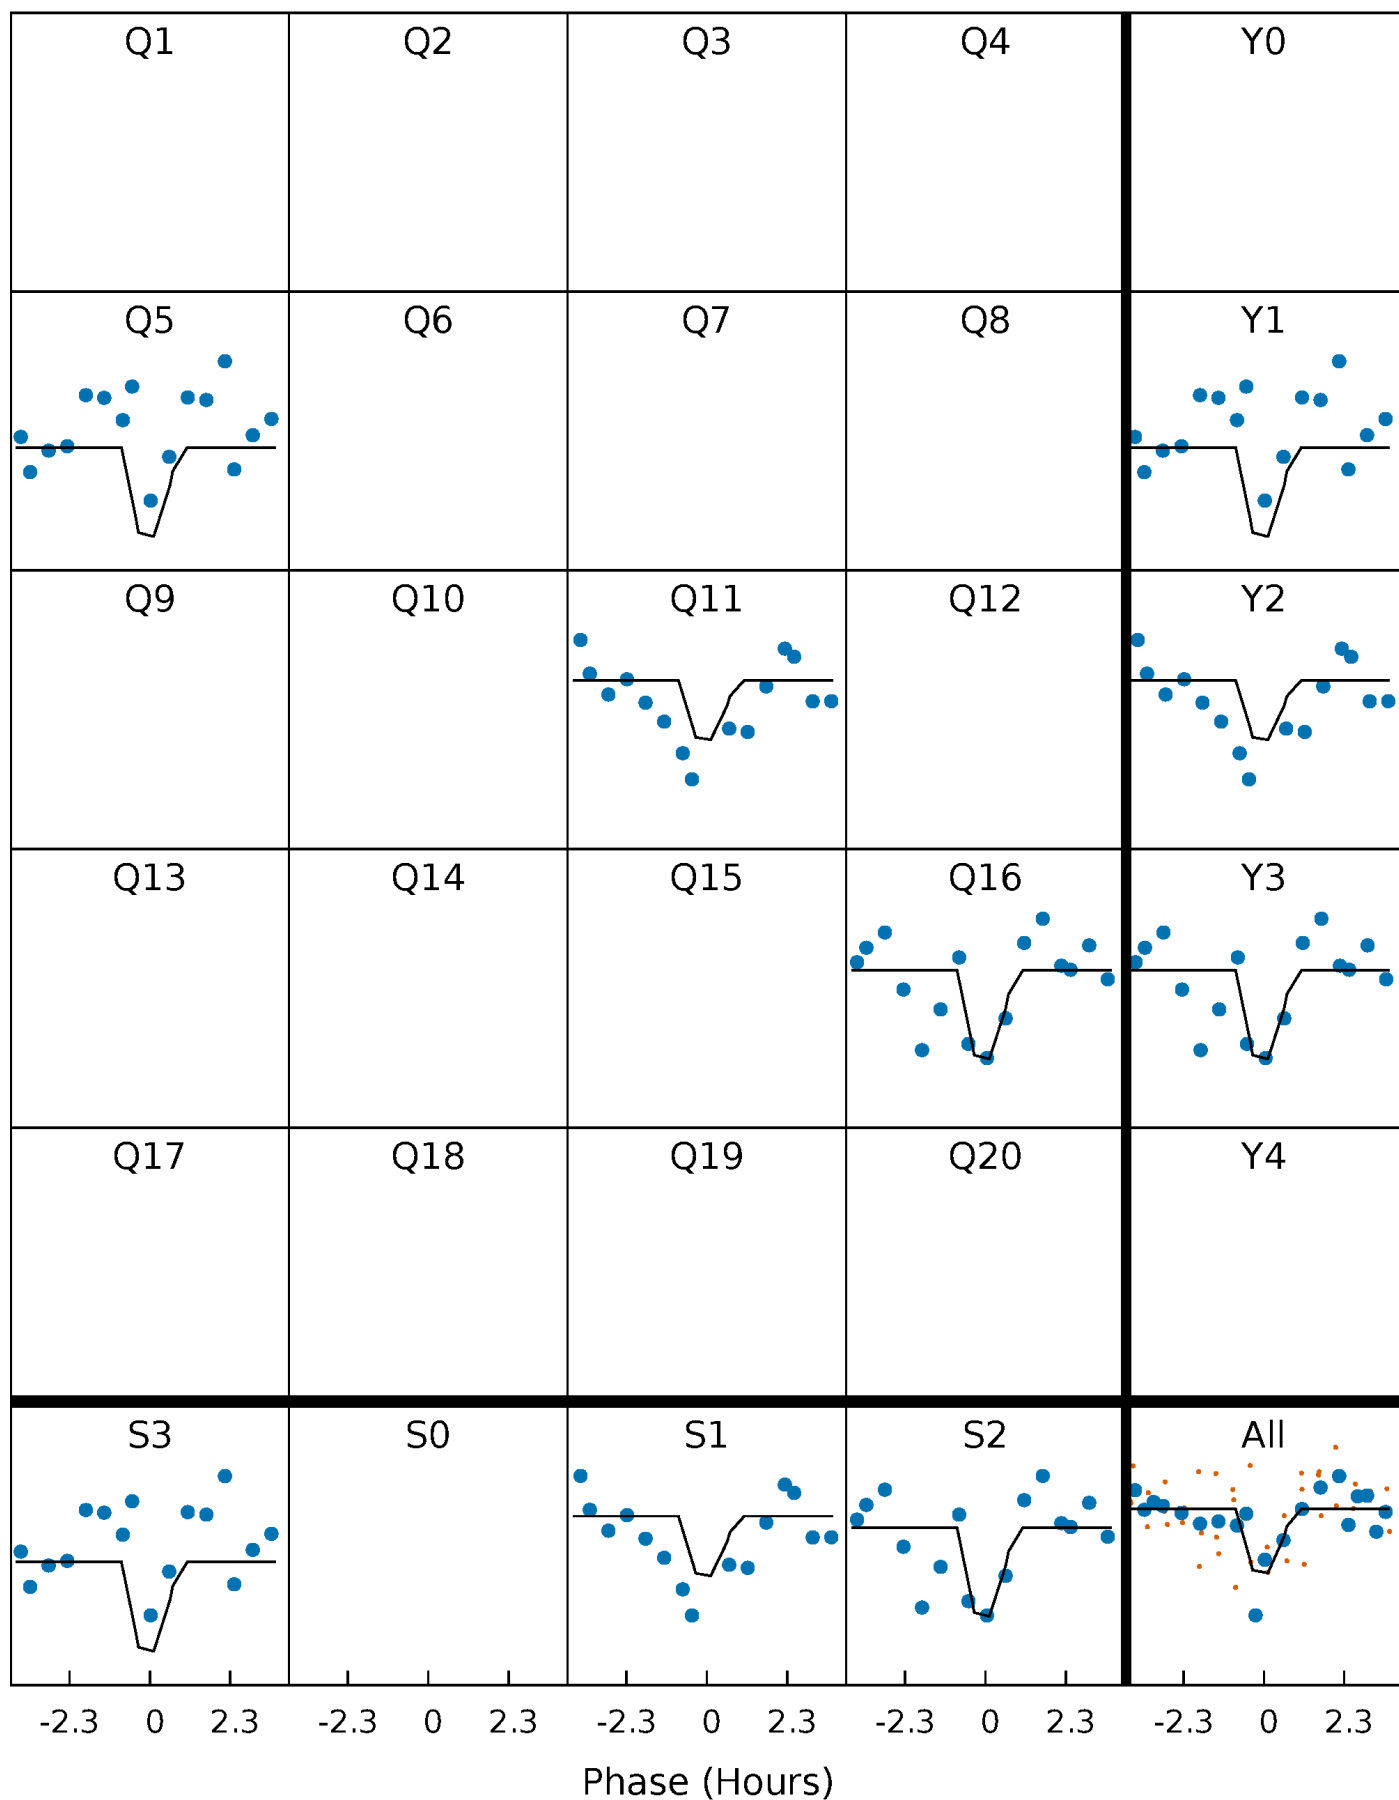 Q1 Q2 Q3 Q4 Y0
Q5 Q6 Q7 Q8 Y1
Q9 Q10 Q11 Q12 Y2
Q13 Q14 Q15 Q16 Y3
Q17 Q18 Q19 Q20 Y4
S3 S0 S1 S2 All
-2.3 0 2.3 -2.3 0 2.3 -2.3 0 2.3 -2.3 0 2.3 -2.3 0 2.3
Phase (Hours)